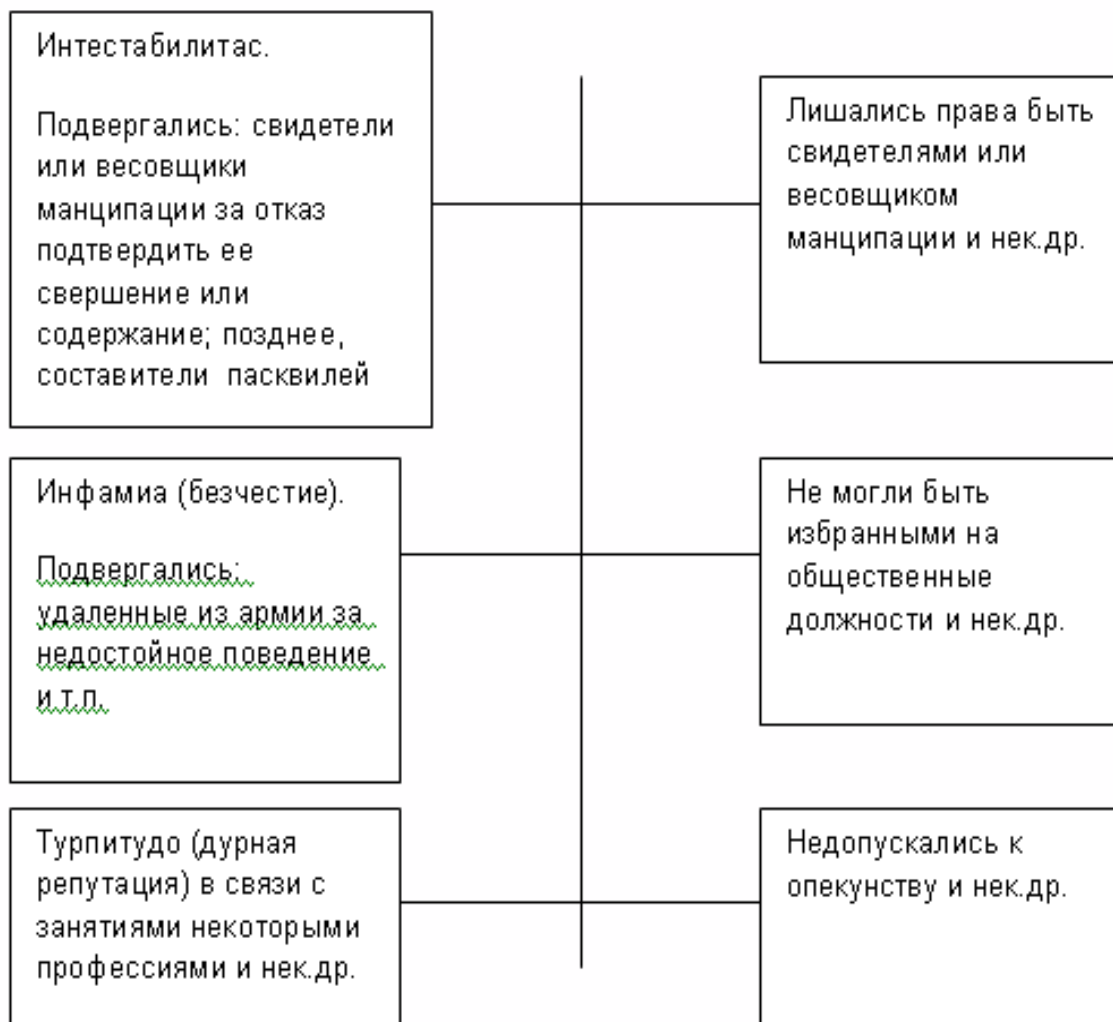 Интестабилитас.
Подвергались: свидетели
или весовщики
манципации за отказ
подтвердить ее
свершение или
содержание; позднее,
составители пасквилей
Лишались права быть
свидетелями или
весовщиком
манципации и нек.др.
Инфамиа (безчестие).
Подвергались:
удаленные из армии за
недостойное поведение
и т.п.
Не могли быть
избранными на
общественные
должности и нек.др.
Турпитудо (дурная
репутация) в связи с
занятиями некоторыми
профессиями и нек.др.
Недопускались к
опекунству и нек.др.